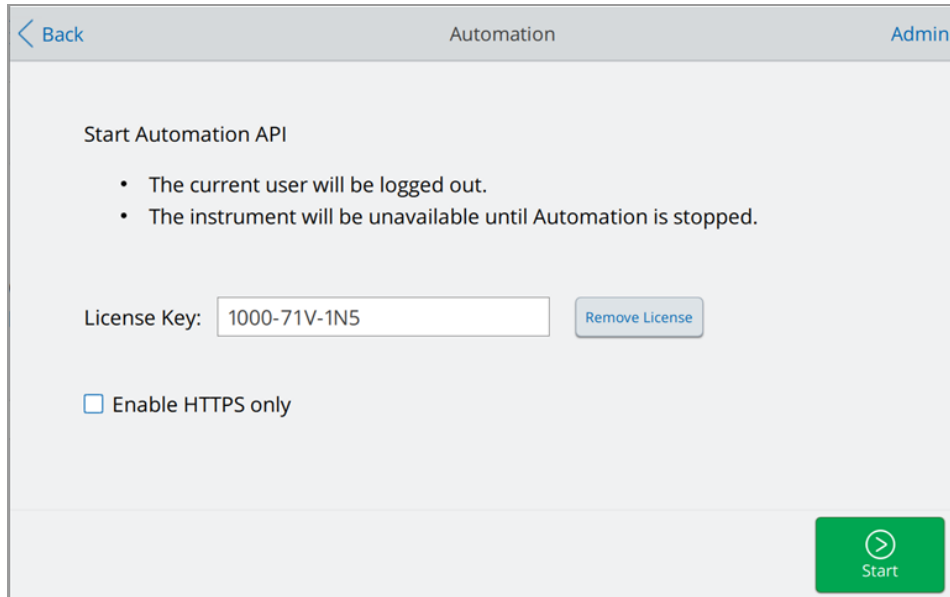 Back
Automation
Admin
Start Automation API
• The current user will be logged out.
• The instrument will be unavailable until Automation is stopped.
License Key:
1000-71V-1N5
Remove License
Enable HTTPS only
Start